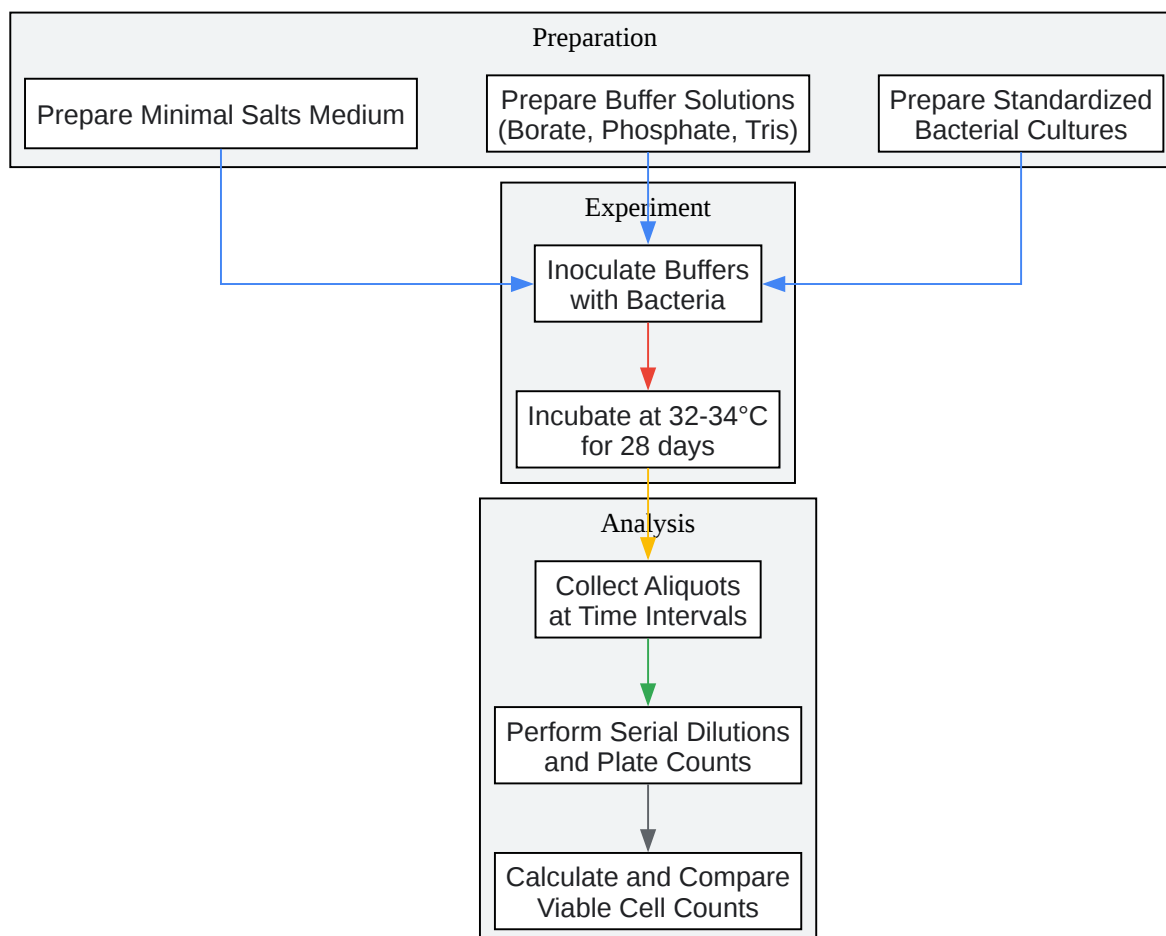 Preparation
Prepare Minimal Salts Medium
Prepare Buffer Solutions
(Borate, Phosphate, Tris)
Prepare Standardized
Bacterial Cultures
Experiment
Inoculate Buffers
with Bacteria
Incubate at 32-34°C
for 28 days
Analysis
Collect Aliquots
at Time Intervals
Perform Serial Dilutions
and Plate Counts
Calculate and Compare
Viable Cell Counts